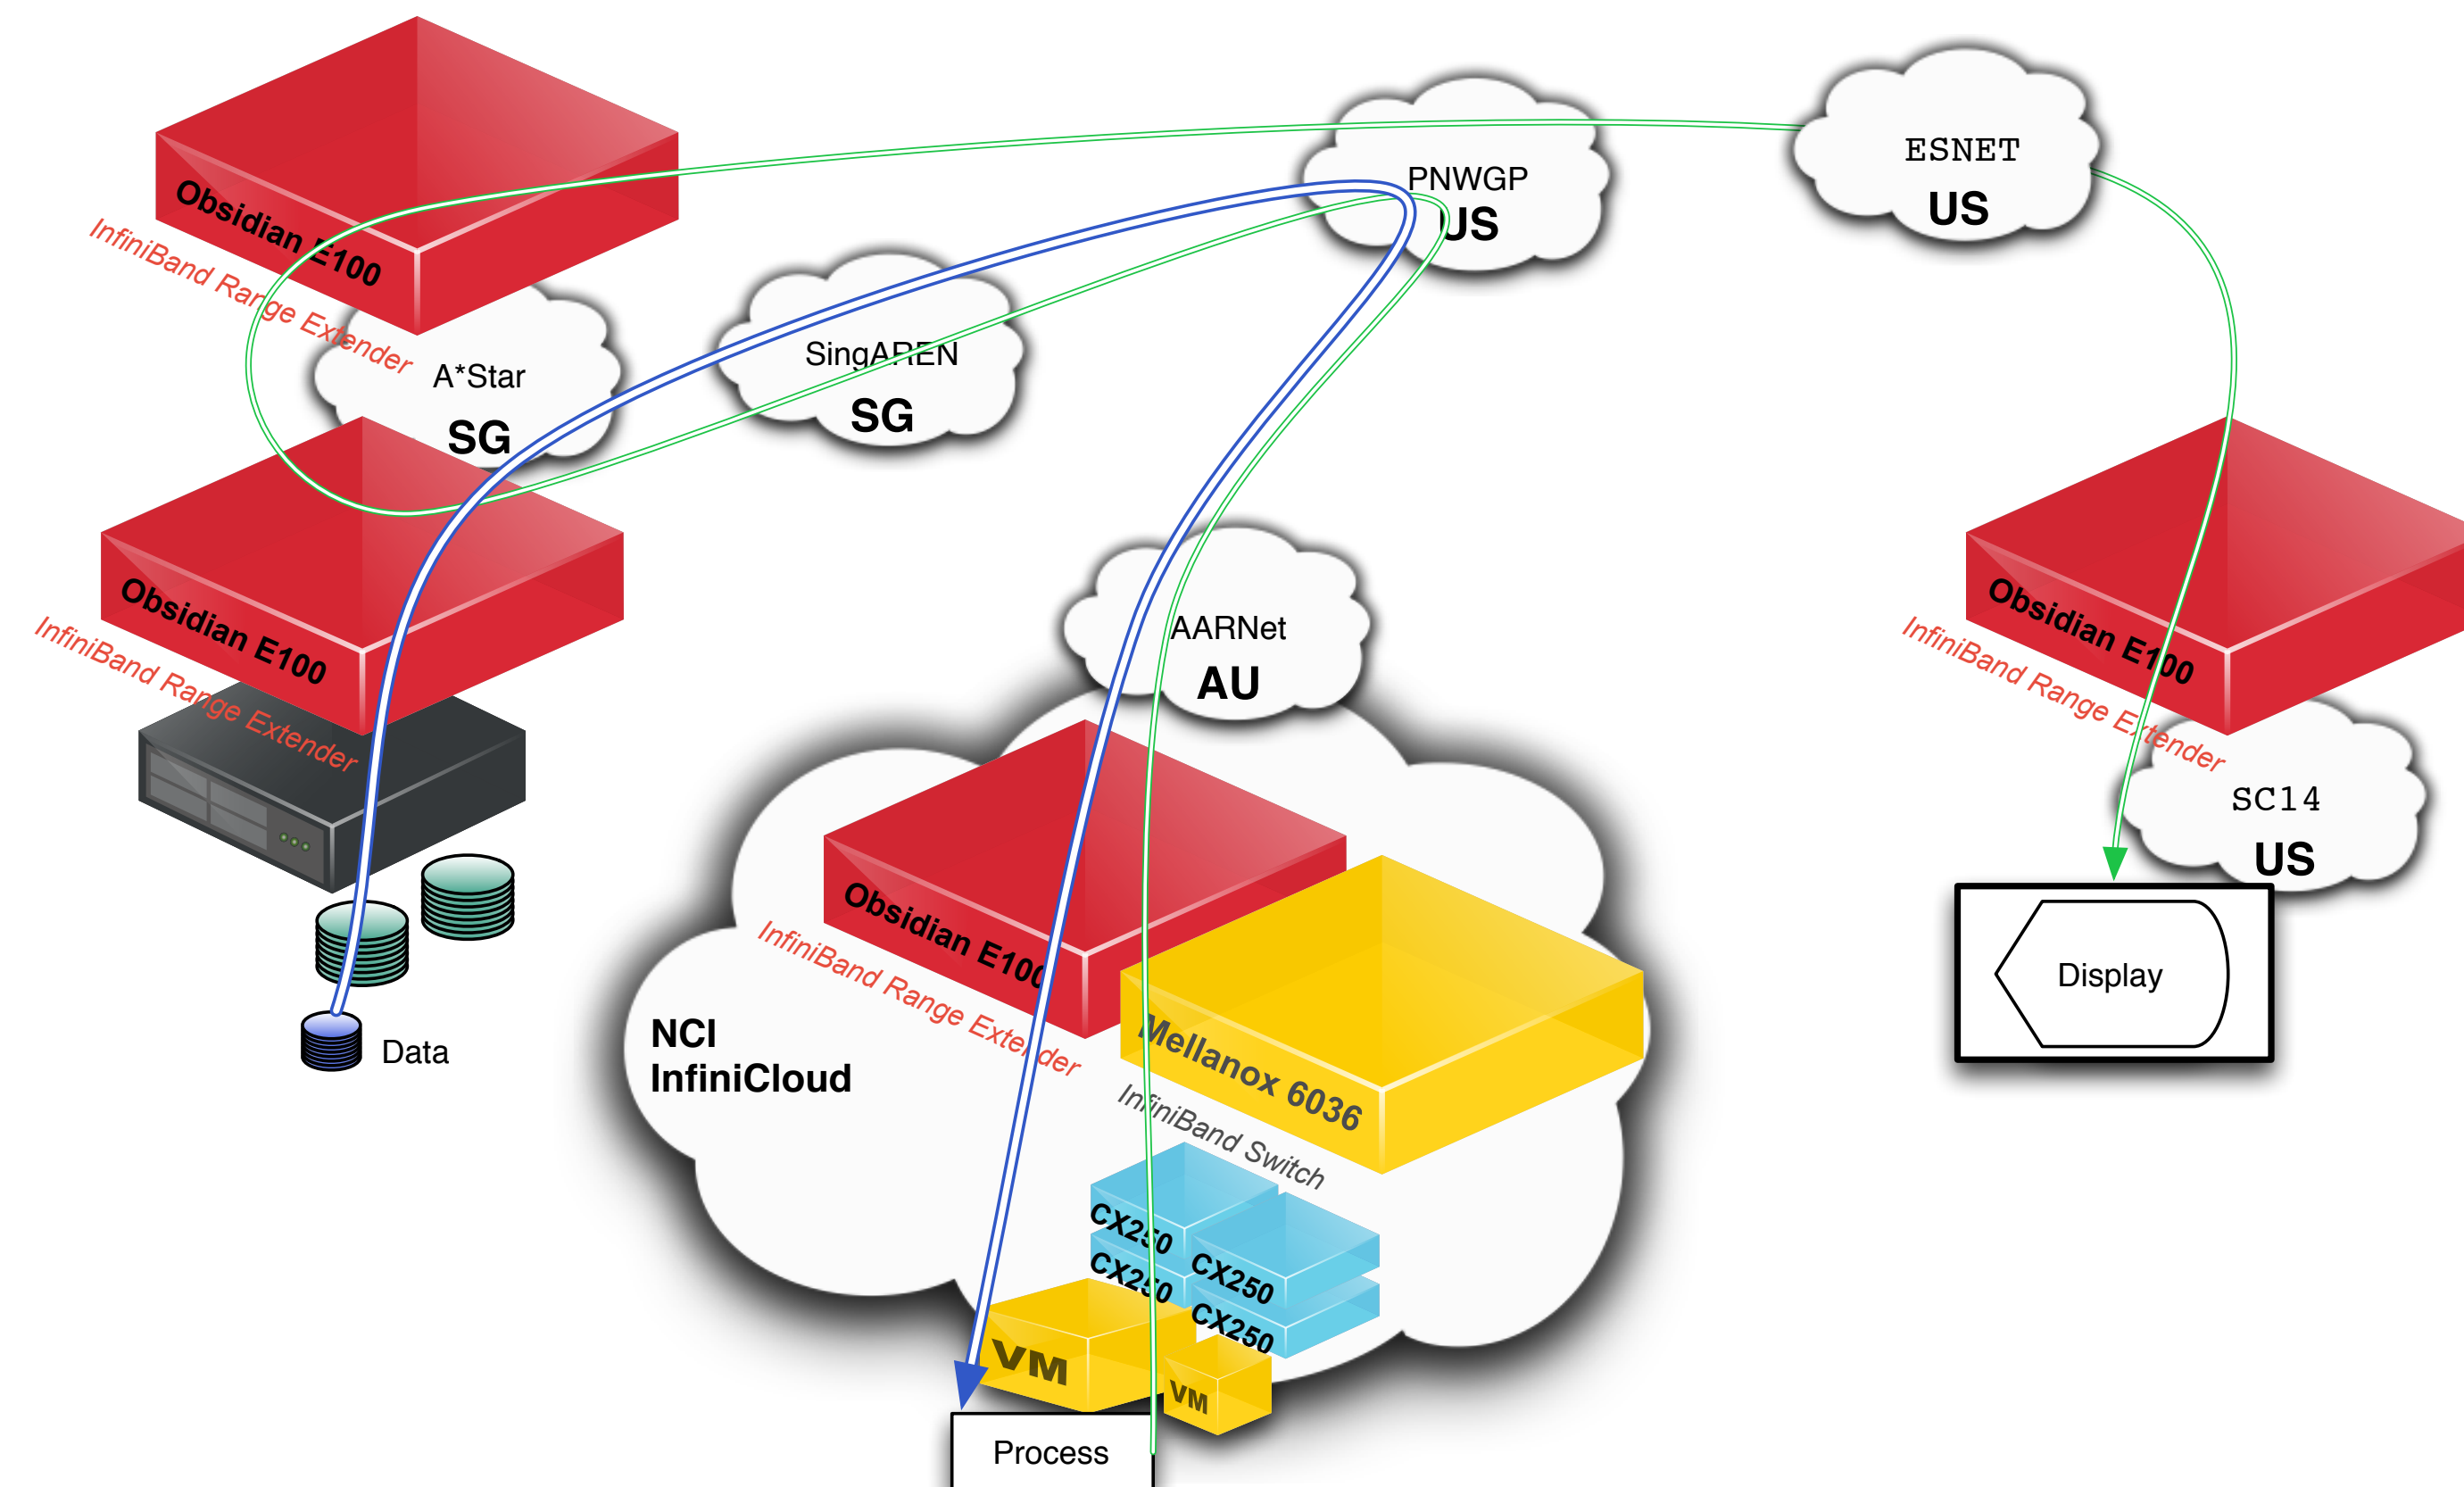 Obsidian E100
InfiniBand Range Extender
A*Star
SG
SingAREN
SG
PNWGP
US
ESNET
US
Obsidian E100
InfiniBand Range Extender
Data
AARNet
AU
Obsidian E100
InfiniBand Range Extender
NCI
InfiniCloud
Mellanox 6036
InfiniBand Switch
CX250
CX250
CX250
CX250
VM
VM
Process
Obsidian E100
InfiniBand Range Extender
SC14
US
Display